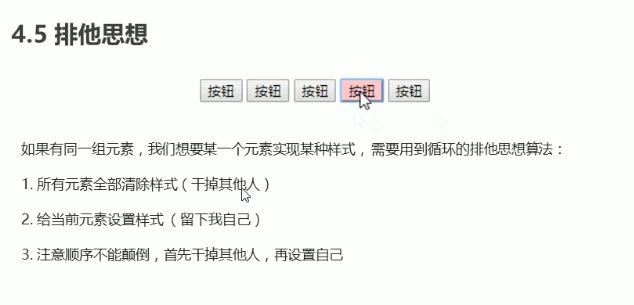 4.5 排他思想
按钮 按钮 按钮 按钮 按钮
如果有同一组元素，我们想要某一个元素实现某种样式，需要用到循环的排他思想算法：
1. 所有元素全部清除样式（干掉其他人）
2. 给当前元素设置样式（留下我自己）
3. 注意顺序不能颠倒，首先干掉其他人，再设置自己